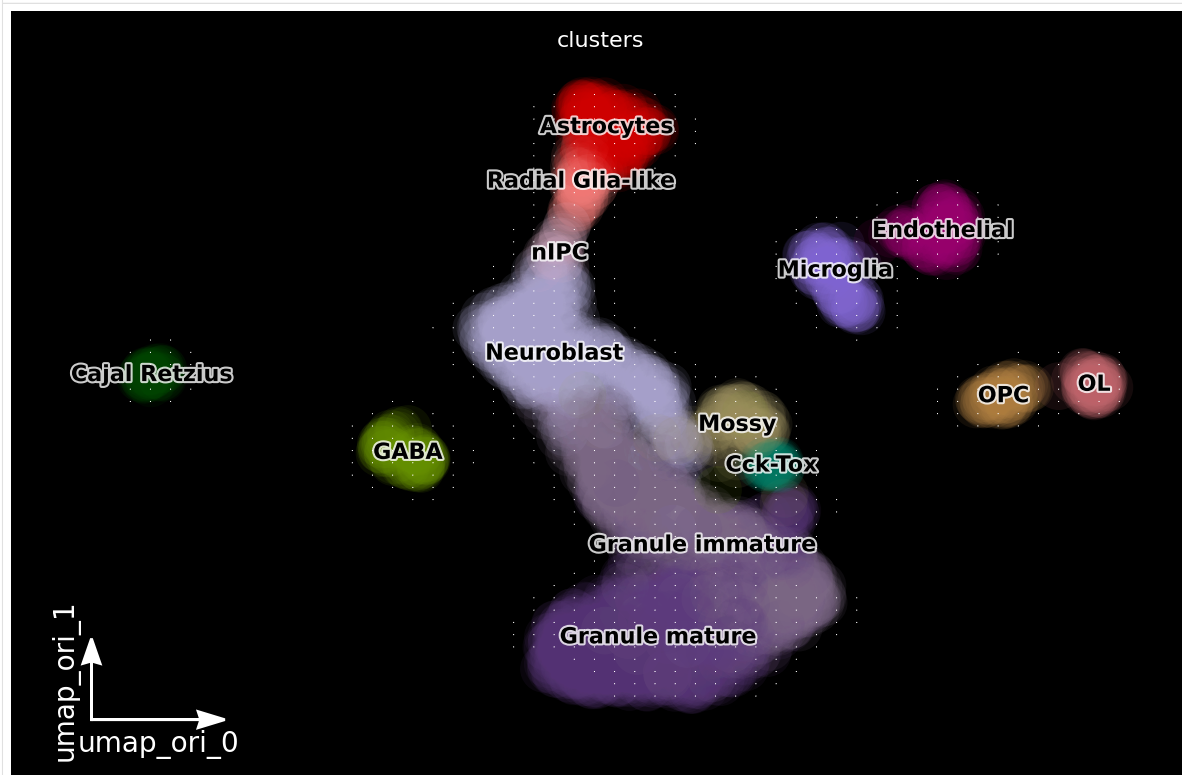 clusters
Astrocytes
Radial Glia-like
Endothelial
nIPC
Microglia
Neuroblast
Cajal Retzius
OL
OPC
Mossy
GABA
Cck-Tox
Granule immature
Granule mature
umap_ori_1
umap_ori_0